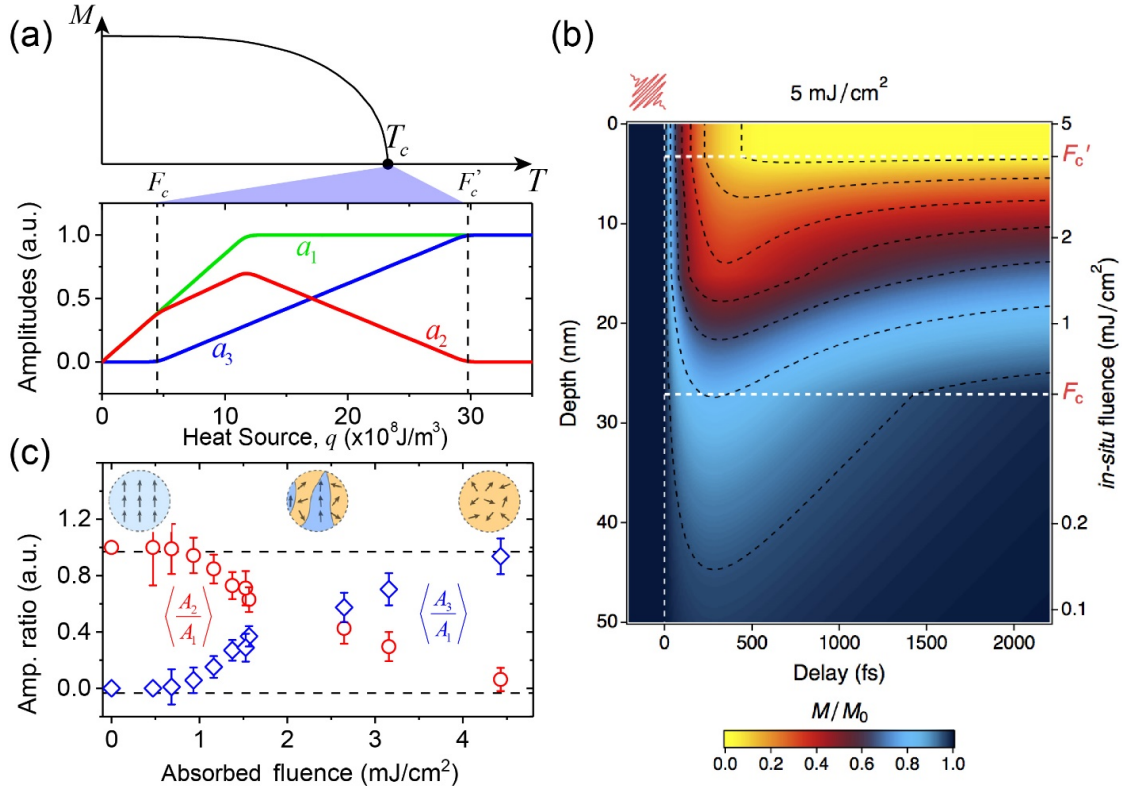 (a)
M
T_c
T
F_c
F_c'
Amplitudes (a.u.)
1.0
0.5
0.0
a_1
a_2
a_3
0 10 20 30
Heat Source, q (x10^8 J/m^3)
(b)
5 mJ/cm^2
Depth (nm)
0
10
20
30
40
50
in-situ fluence (mJ/cm^2)
5
F_c'
2
1
F_c
0.2
0.1
0 500 1000 1500 2000
Delay (fs)
M/M_0
0.0 0.2 0.4 0.6 0.8 1.0
(c)
Amp. ratio (a.u.)
1.2
0.8
0.4
0.0
⟨A_2/A_1⟩
⟨A_3/A_1⟩
0 1 2 3 4
Absorbed fluence (mJ/cm^2)